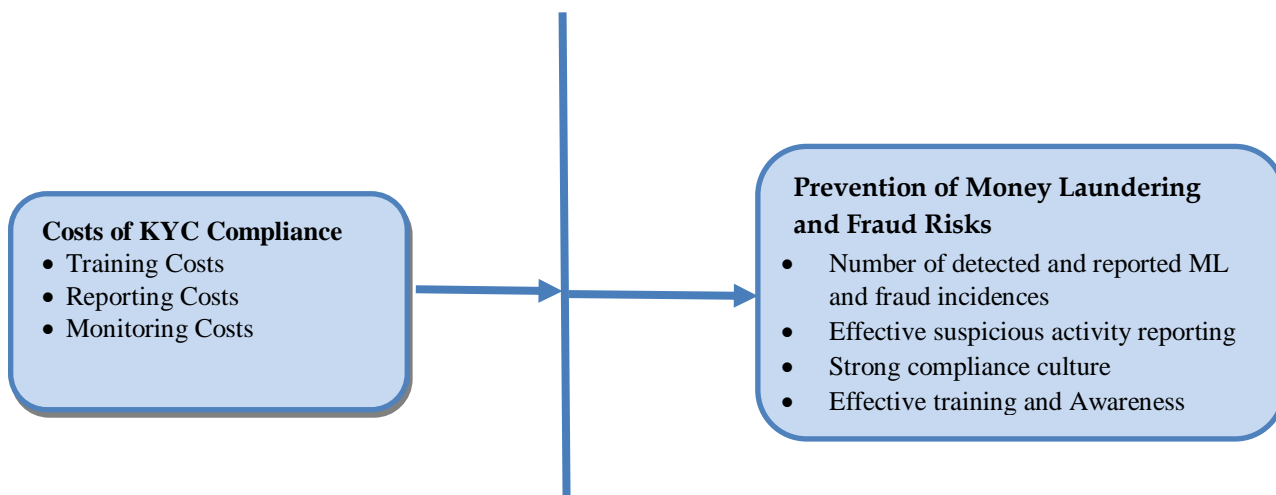 Costs of KYC Compliance
• Training Costs
• Reporting Costs
• Monitoring Costs
Prevention of Money Laundering
and Fraud Risks
• Number of detected and reported ML
and fraud incidences
• Effective suspicious activity reporting
• Strong compliance culture
• Effective training and Awareness